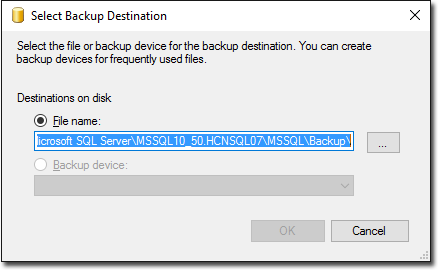 Select Backup Destination
Select the file or backup device for the backup destination. You can create
backup devices for frequently used files.
Destinations on disk
File name:
icrosoft SQL Server\MSSQL10_50.HCNSQL07\MSSQL\Backup\
...
Backup device:
OK
Cancel